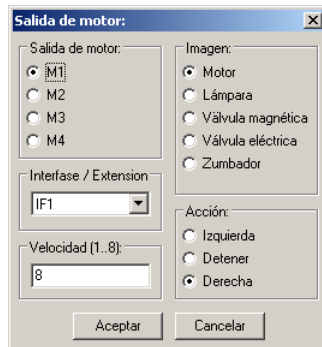 Salida de motor:
Salida de motor:
M1
M2
M3
M4
Interfase / Extension
IF1
Velocidad (1..8):
8
Imagen:
Motor
Lámpara
Välvula magnética
Válvula eléctrica
Zumbador
Acción:
Izquierda
Detener
Derecha
Aceptar
Cancelar